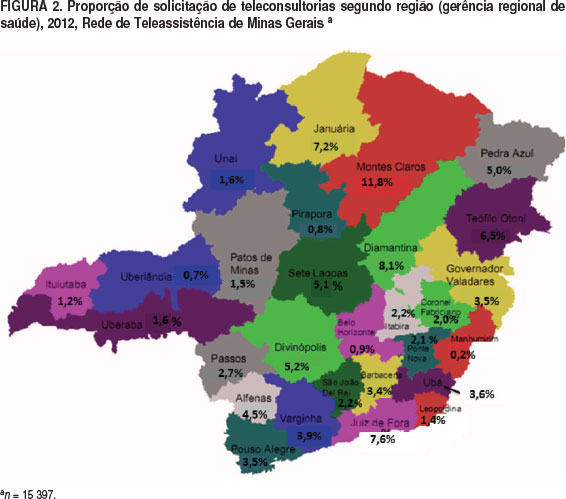 FIGURA 2. Proporção de solicitação de teleconsultorias segundo região (gerência regional de
saúde), 2012, Rede de Teleassistência de Minas Gerais a
Januária
7,2%
Unaí
1,6%
Montes Claros
11,8%
Pedra Azul
5,0%
Pirapora
0,8%
Teófilo Otoni
6,5%
Patos de
Minas
1,5%
Diamantina
8,1%
Uberlândia
0,7%
Sete Lagoas
5,1 %
Governador
Valadares
3,5%
Ituiutaba
1,2%
Uberaba
1,6 %
Itabira
2,2%
Coronel
Fabriciano
2,0%
Belo
Horizonte
0,9%
Divinópolis
5,2%
2,1 %
Ponte
Nova
Manhumirim
0,2%
Passos
2,7%
São João
Del Rei
2,2%
Barbacena
3,4%
Ubá
3,6%
Alfenas
4,5%
Varginha
3,9%
Juiz de Fora
7,6%
Leopoldina
1,4%
Pouso Alegre
3,5%
a n = 15 397.